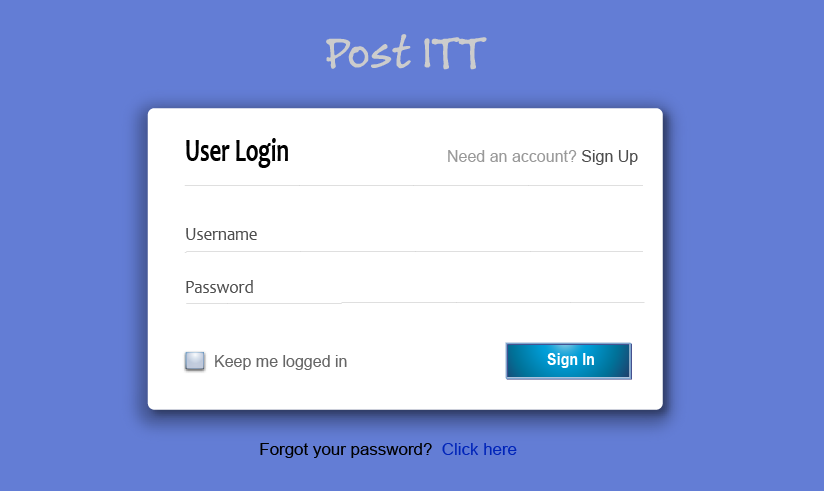 Post ITT
User Login
Need an account? Sign Up
Username
Password
Keep me logged in
Sign In
Forgot your password? Click here